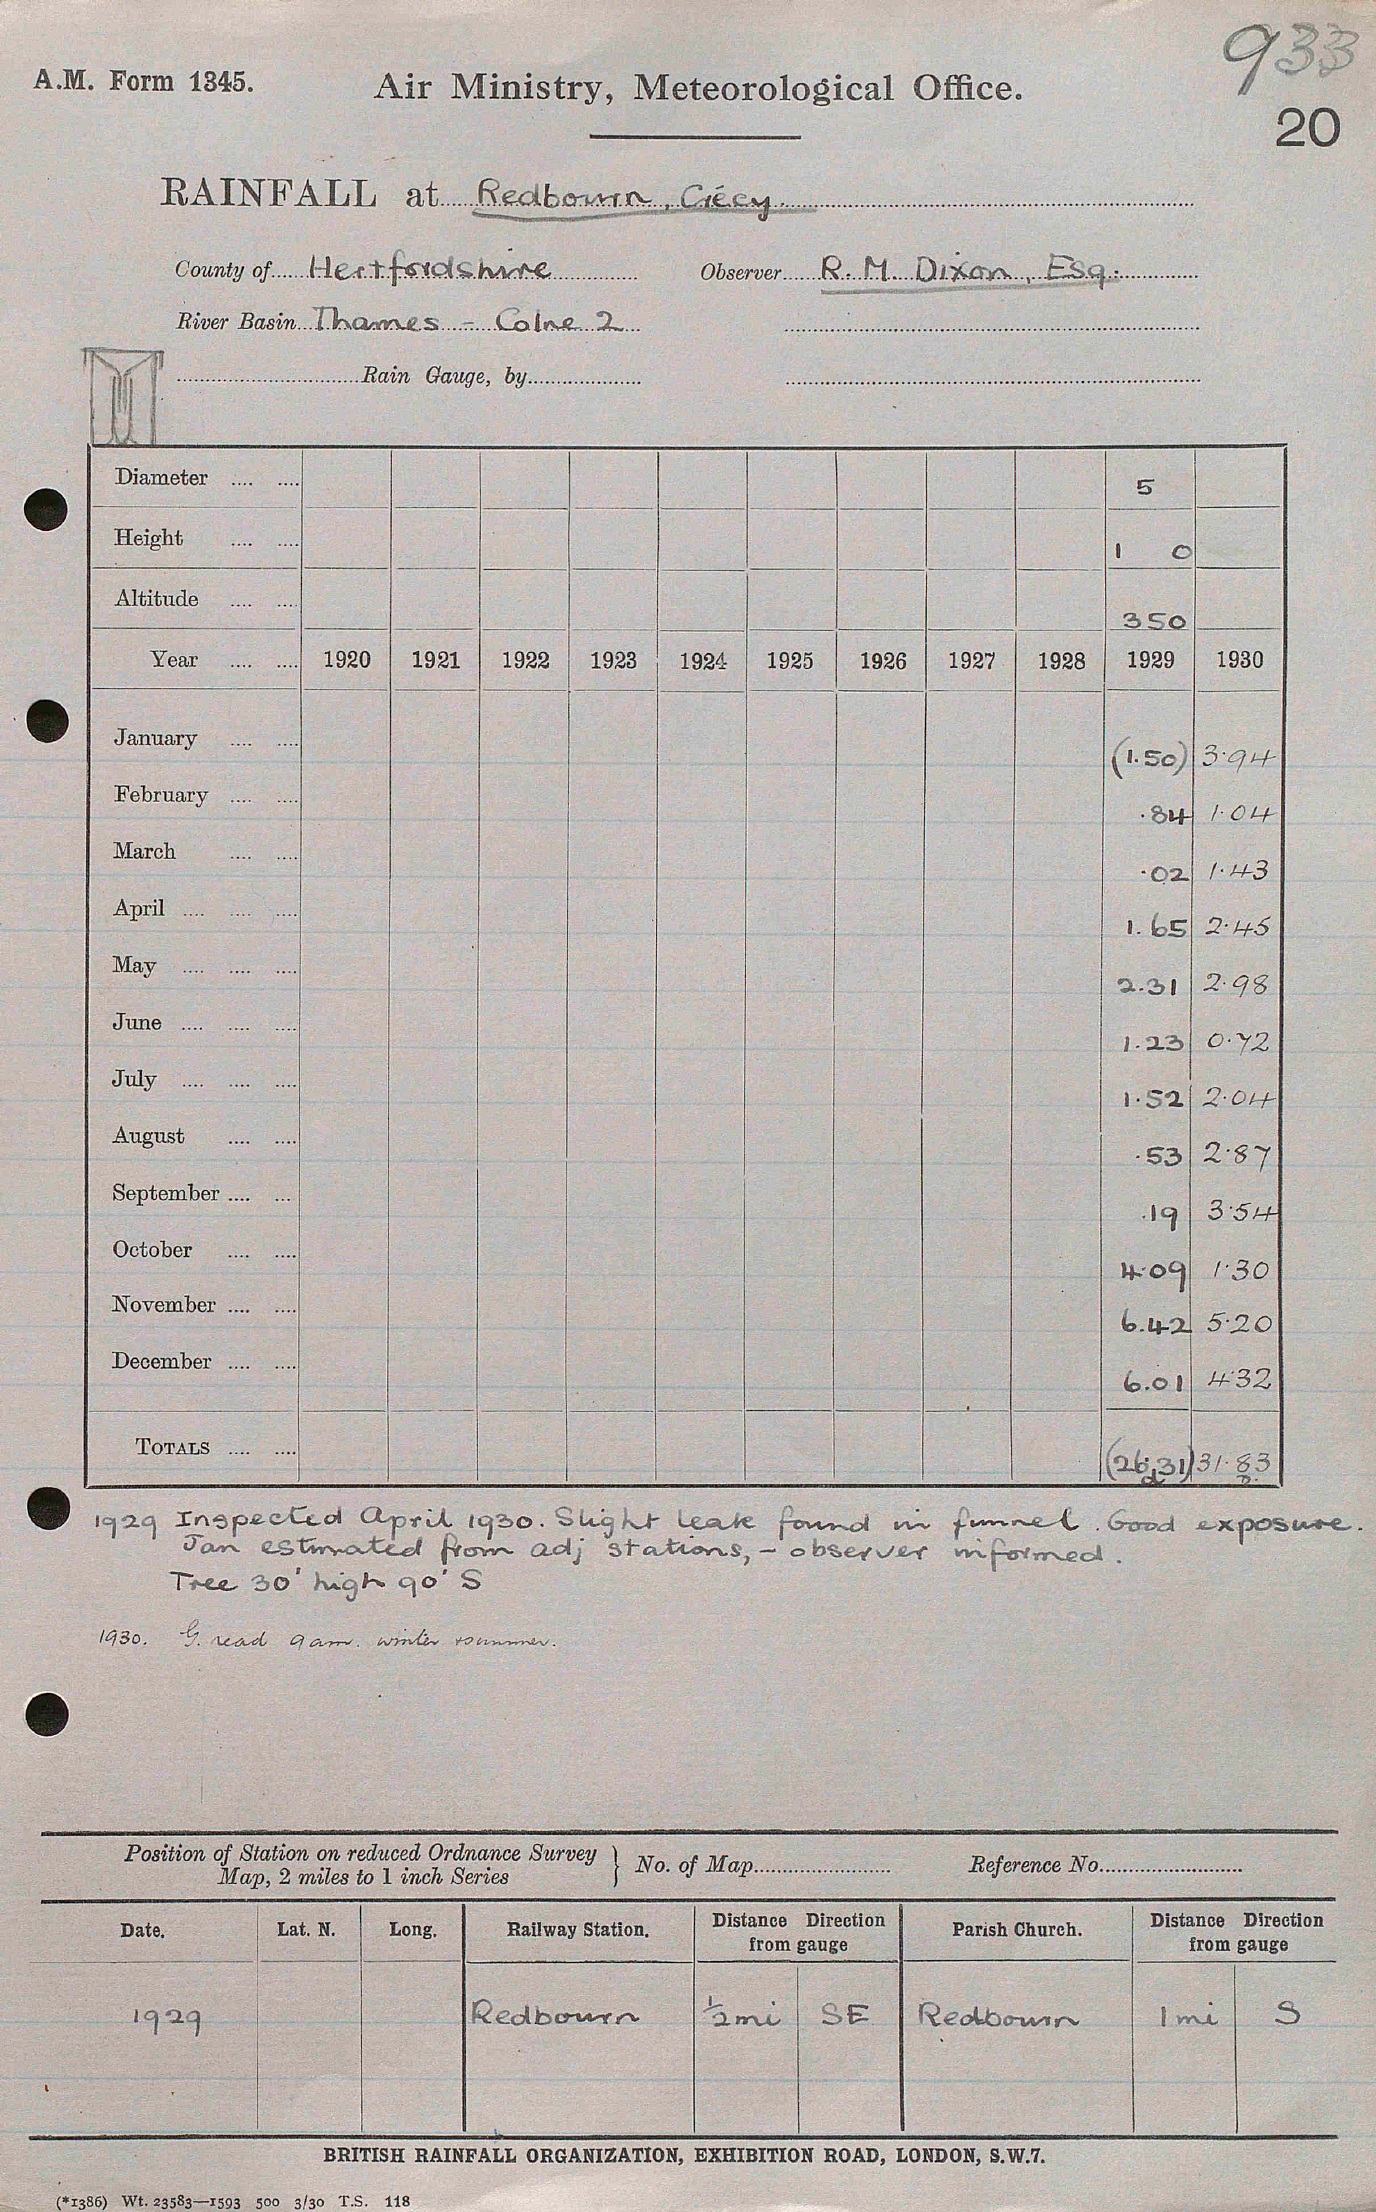 933
A.M. Form 1345. Air Ministry, Meteorological Office.
20
RAINFALL at Redbourn, Crécy.
County of Hertfordshire Observer R. M. Dixon, Esq.
River Basin Thames - Colne 2
Rain Gauge, by
Diameter .... .... 5
Height .... .... 1 0
Altitude .... .... 350
Year .... .... 1920 1921 1922 1923 1924 1925 1926 1927 1928 1929 1930
January .... .... (1.50) 3.94
February .... .... .84 1.04
March .... .... .02 1.43
April .... .... .... 1.65 2.45
May .... .... .... 2.31 2.98
June .... .... .... 1.23 0.72
July .... .... .... 1.52 2.04
August .... .... .53 2.87
September .... .... .19 3.54
October .... .... 4.09 1.30
November .... .... 6.42 5.20
December .... .... 6.01 4.32
TOTALS .... .... (26.31) 31.83
1929 Inspected April 1930. Slight leak found in funnel. Good exposure.
Jan estimated from adj stations, - observer informed.
Tree 30' high 90' S
1930. G. read 9 am. winter & summer.
Position of Station on reduced Ordnance Survey
Map, 2 miles to 1 inch Series } No. of Map Reference No.
Date. Lat. N. Long. Railway Station. Distance Direction from gauge Parish Church. Distance Direction from gauge
1929 Redbourn ½ mi SE Redbourn 1 mi S
BRITISH RAINFALL ORGANIZATION, EXHIBITION ROAD, LONDON, S.W.7.
(*1386) Wt. 23583—1593 500 3/30 T.S. 118